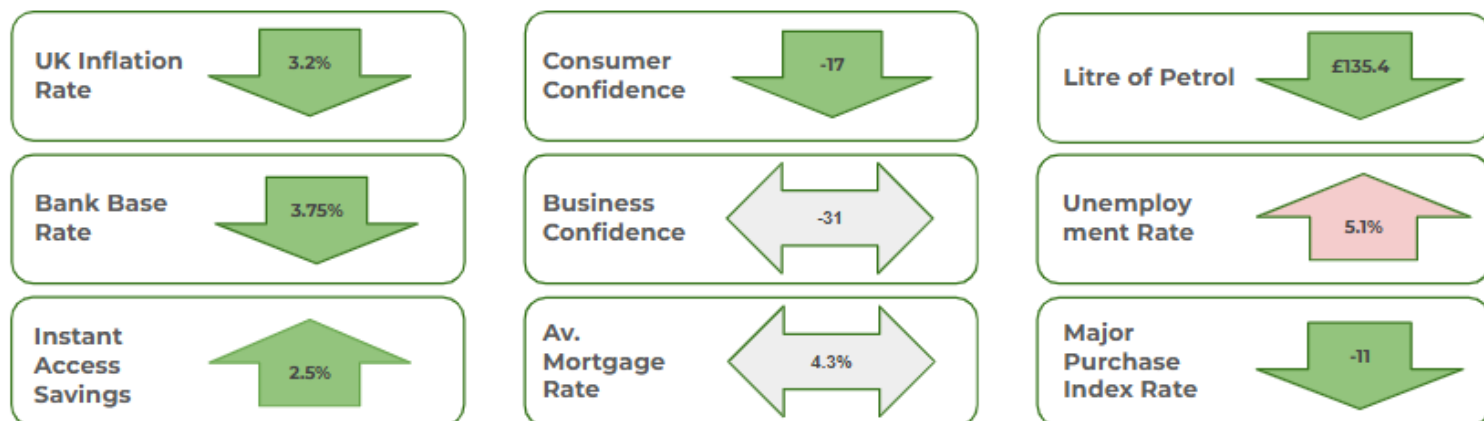 UK Inflation
Rate
3.2%
Consumer
Confidence
-17
Litre of Petrol
£135.4
Bank Base
Rate
3.75%
Business
Confidence
-31
Unemploy
ment Rate
5.1%
Instant
Access
Savings
2.5%
Av.
Mortgage
Rate
4.3%
Major
Purchase
Index Rate
-11